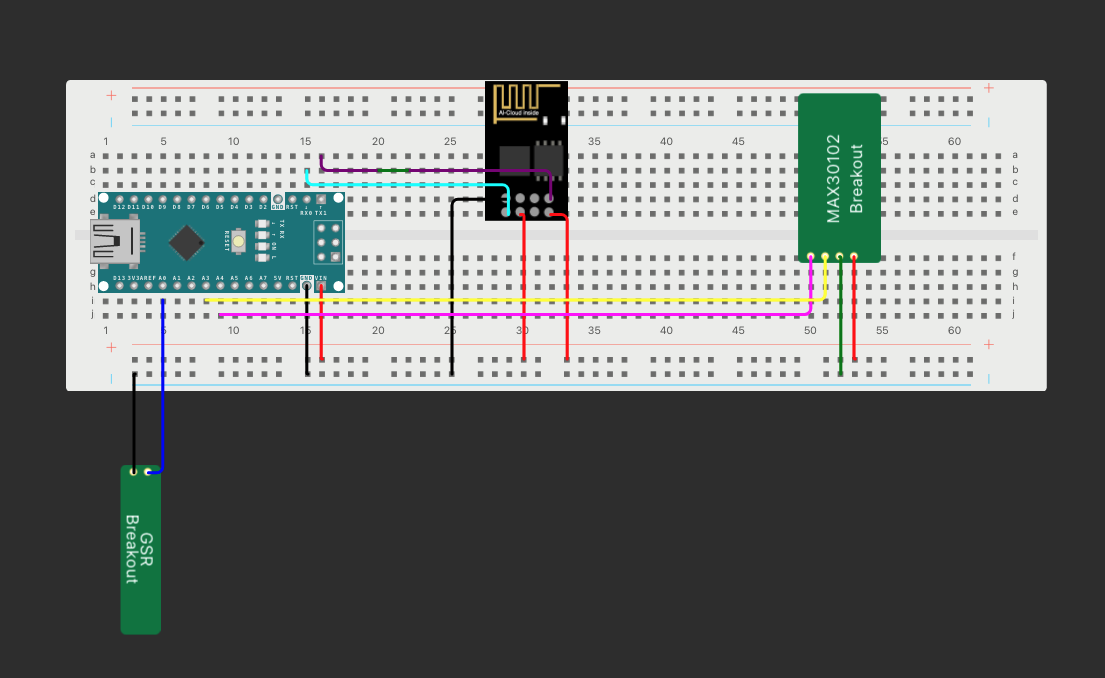 + +
1 5 10 15 20 25 35 40 45 50 55 60
a a
b b
c c
d d
e e
f
g g
h h
i i
j j
AI-Cloud inside
MAX30102
Breakout
D12 D11 D10 D9 D8 D7 D6 D5 D4 D3 D2 GND RST
RX0 TX1
RESET
TX RX
ON L
D13 3V3 AREF A0 A1 A2 A3 A4 A5 A6 A7 5V RST GND VIN
1 5 10 15 20 25 30 35 40 45 50 55 60
+ +
GSR
Breakout